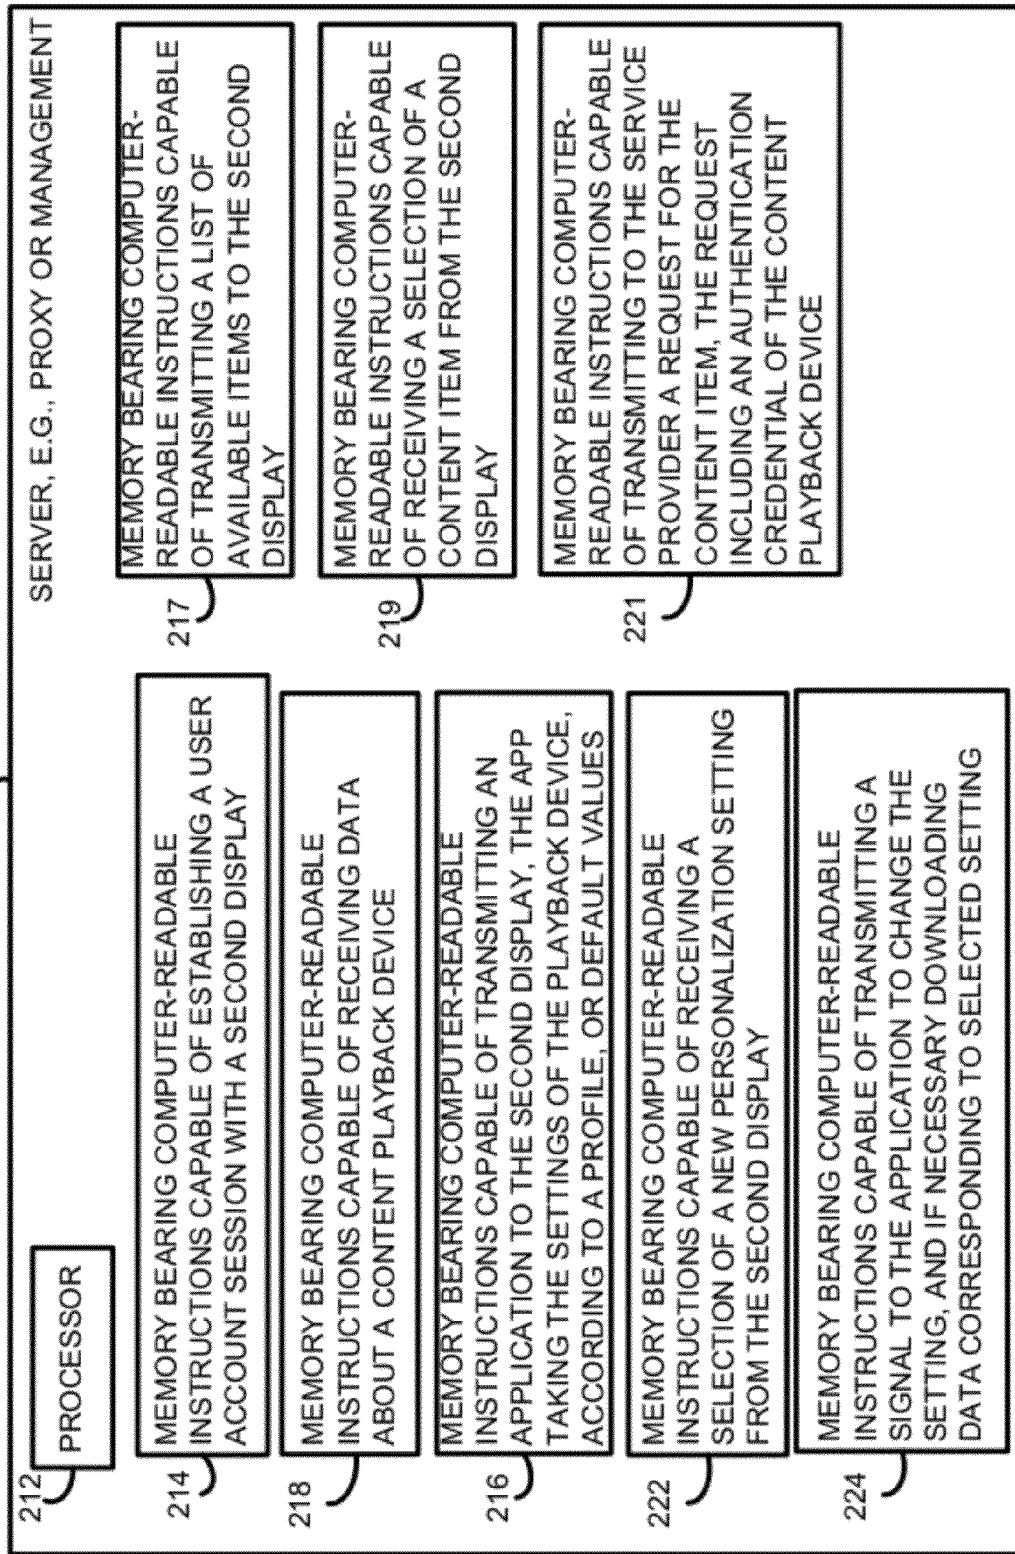 SERVER, E.G., PROXY OR MANAGEMENT
212
PROCESSOR
214
MEMORY BEARING COMPUTER-READABLE
INSTRUCTIONS CAPABLE OF ESTABLISHING A USER
ACCOUNT SESSION WITH A SECOND DISPLAY
218
MEMORY BEARING COMPUTER-READABLE
INSTRUCTIONS CAPABLE OF RECEIVING DATA
ABOUT A CONTENT PLAYBACK DEVICE
216
MEMORY BEARING COMPUTER-READABLE
INSTRUCTIONS CAPABLE OF TRANSMITTING AN
APPLICATION TO THE SECOND DISPLAY, THE APP
TAKING THE SETTINGS OF THE PLAYBACK DEVICE,
ACCORDING TO A PROFILE, OR DEFAULT VALUES
222
MEMORY BEARING COMPUTER-READABLE
INSTRUCTIONS CAPABLE OF RECEIVING A
SELECTION OF A NEW PERSONALIZATION SETTING
FROM THE SECOND DISPLAY
224
MEMORY BEARING COMPUTER-READABLE
INSTRUCTIONS CAPABLE OF TRANSMITTING A
SIGNAL TO THE APPLICATION TO CHANGE THE
SETTING, AND IF NECESSARY DOWNLOADING
DATA CORRESPONDING TO SELECTED SETTING
217
MEMORY BEARING COMPUTER-
READABLE INSTRUCTIONS CAPABLE
OF TRANSMITTING A LIST OF
AVAILABLE ITEMS TO THE SECOND
DISPLAY
219
MEMORY BEARING COMPUTER-
READABLE INSTRUCTIONS CAPABLE
OF RECEIVING A SELECTION OF A
CONTENT ITEM FROM THE SECOND
DISPLAY
221
MEMORY BEARING COMPUTER-
READABLE INSTRUCTIONS CAPABLE
OF TRANSMITTING TO THE SERVICE
PROVIDER A REQUEST FOR THE
CONTENT ITEM, THE REQUEST
INCLUDING AN AUTHENTICATION
CREDENTIAL OF THE CONTENT
PLAYBACK DEVICE